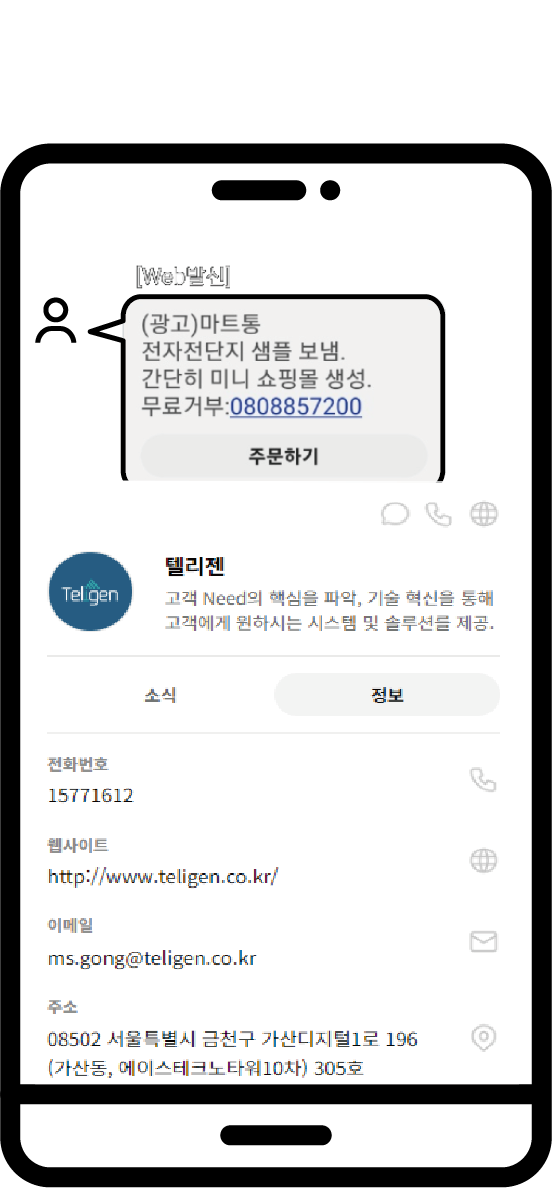 [Web발신]
(광고)마트통
전자전단지 샘플 보냄.
간단히 미니 쇼핑몰 생성.
무료거부:0808857200
주문하기
Teligen
텔리젠
고객 Need의 핵심을 파악, 기술 혁신을 통해
고객에게 원하시는 시스템 및 솔루션를 제공.
소식
정보
전화번호
15771612
웹사이트
http://www.teligen.co.kr/
이메일
ms.gong@teligen.co.kr
주소
08502 서울특별시 금천구 가산디지털1로 196
(가산동, 에이스테크노타워10차) 305호